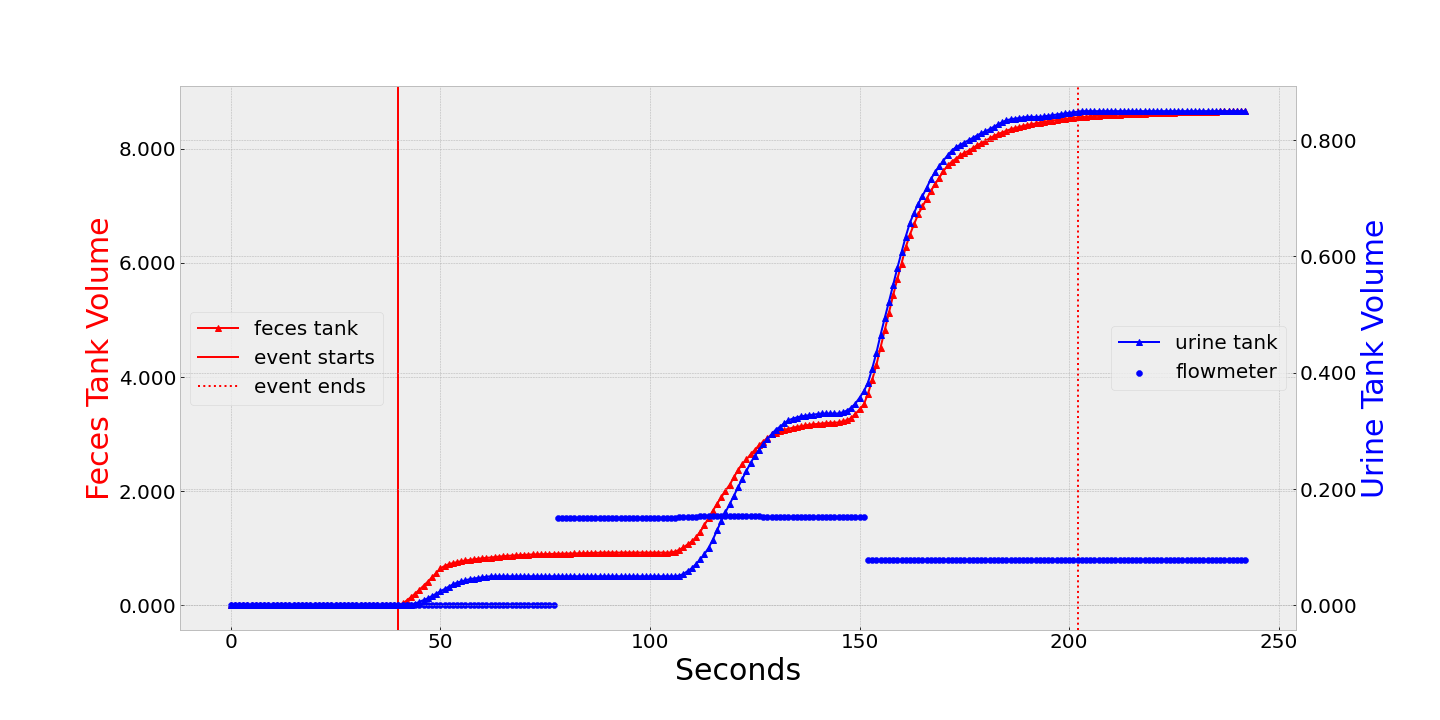 8.000
6.000
4.000
2.000
0.000
Feces Tank Volume
feces tank
event starts
event ends
urine tank
flowmeter
0.800
0.600
0.400
0.200
0.000
Urine Tank Volume
0 50 100 150 200 250
Seconds